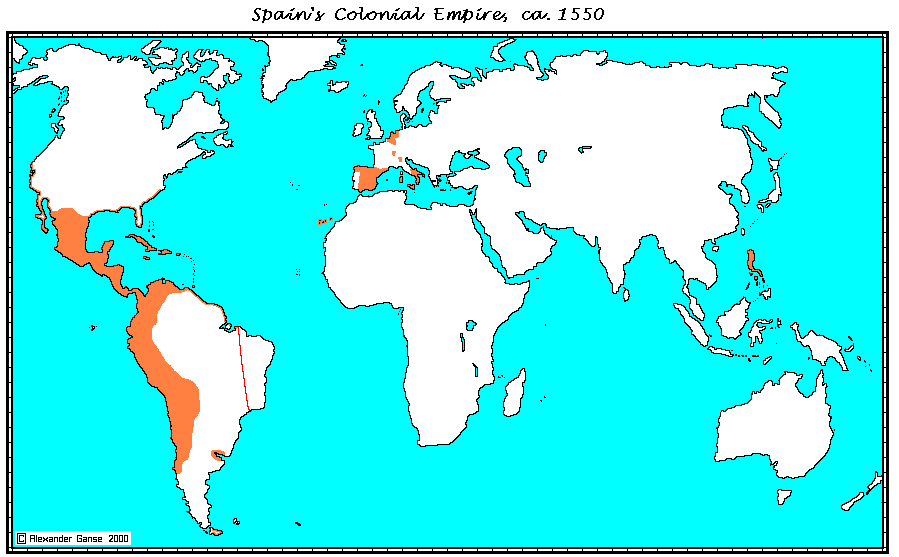 Spain's Colonial Empire, ca. 1550
C Alexander Ganse 2000